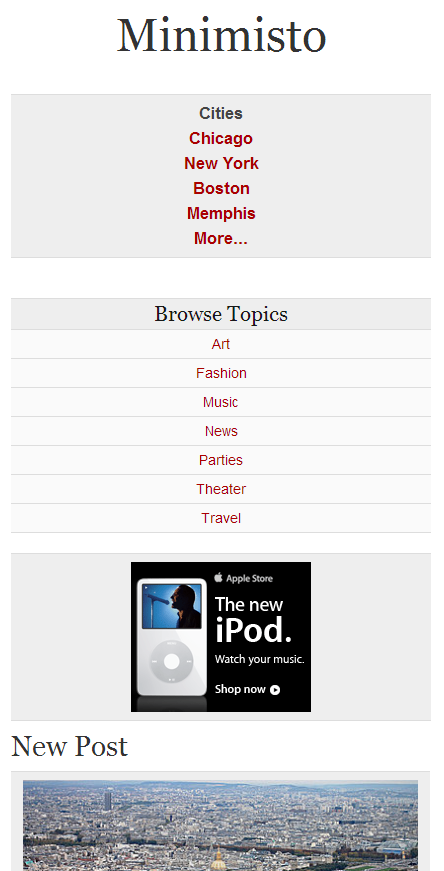 Minimisto
Cities
Chicago
New York
Boston
Memphis
More...
Browse Topics
Art
Fashion
Music
News
Parties
Theater
Travel
Apple Store
The new
iPod.
Watch your music.
Shop now
New Post